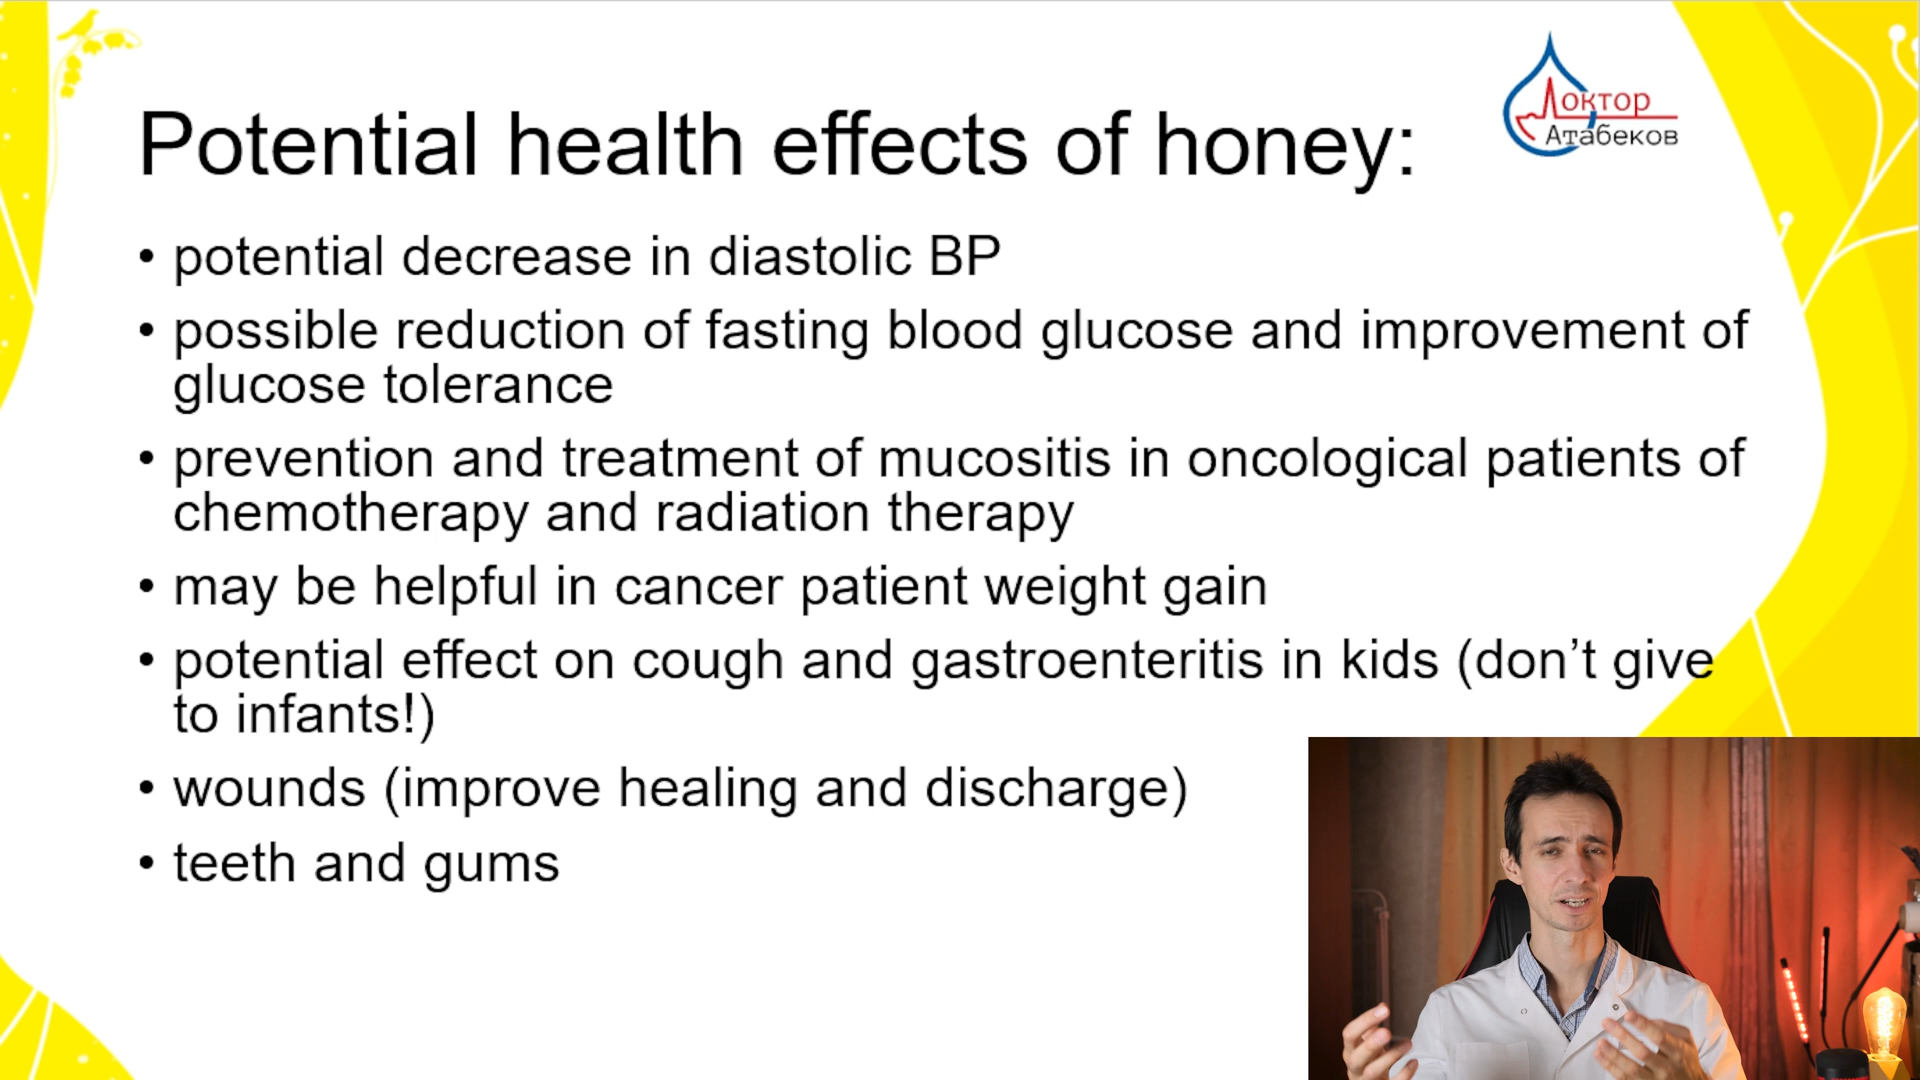 Доктор
Атабеков
Potential health effects of honey:
• potential decrease in diastolic BP
• possible reduction of fasting blood glucose and improvement of
glucose tolerance
• prevention and treatment of mucositis in oncological patients of
chemotherapy and radiation therapy
• may be helpful in cancer patient weight gain
• potential effect on cough and gastroenteritis in kids (don’t give
to infants!)
• wounds (improve healing and discharge)
• teeth and gums